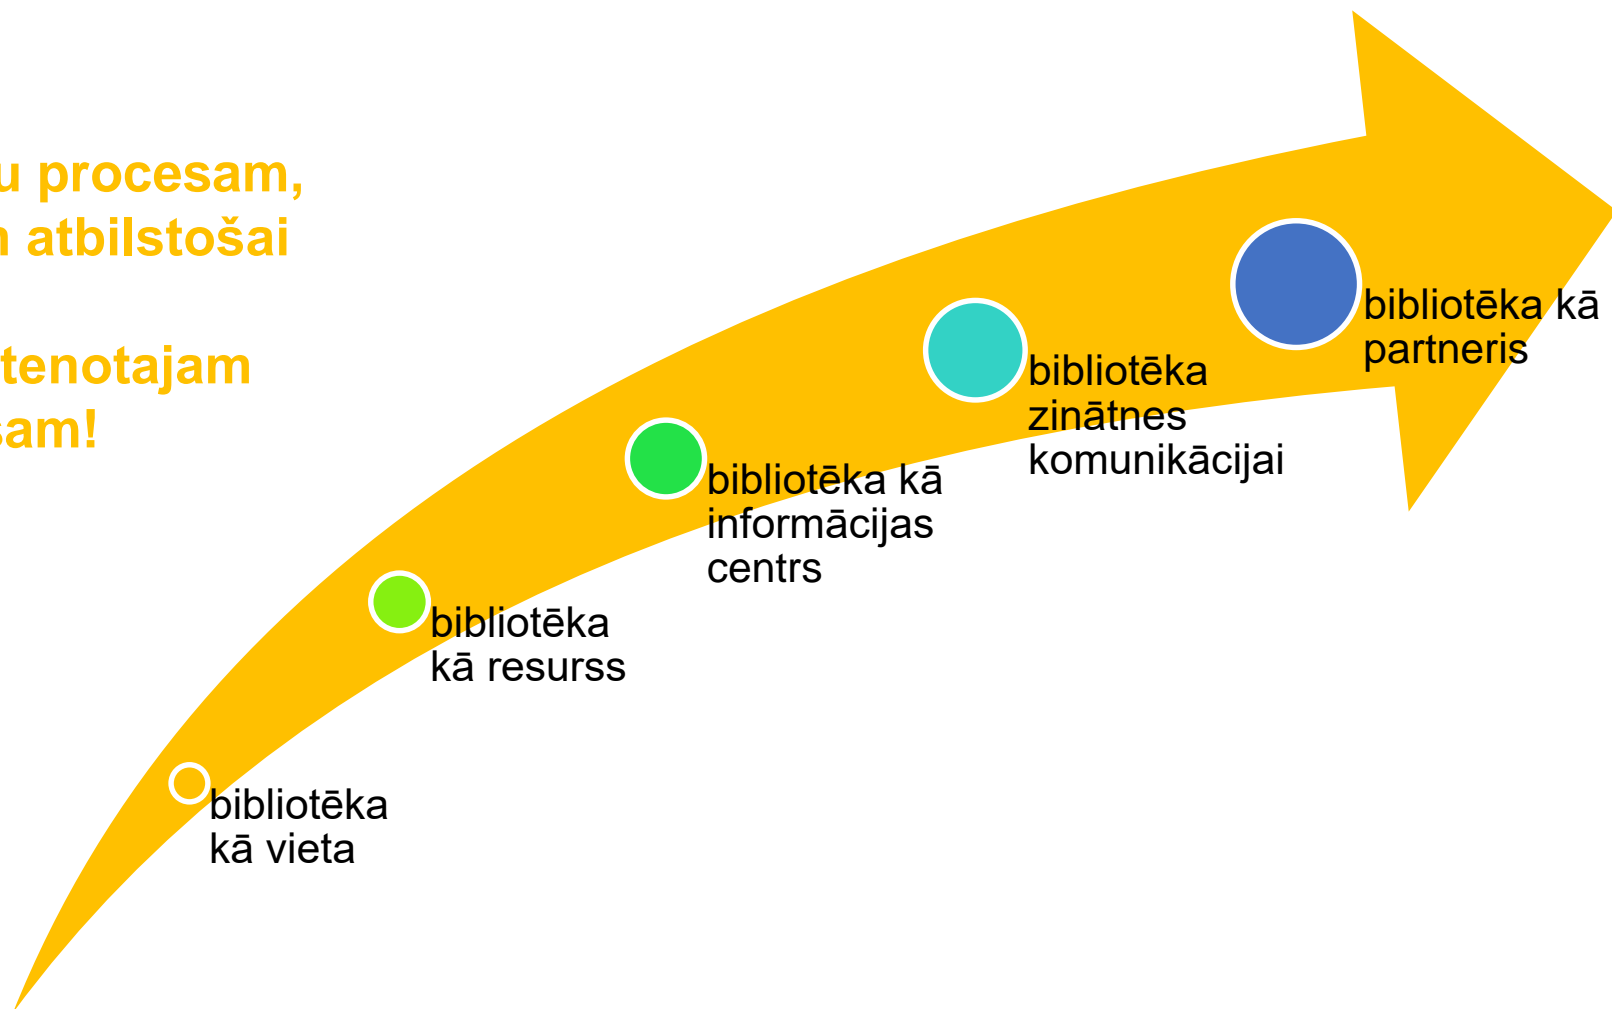 u procesam,
atbilstošai
tenotajam
sam!
bibliotēka kā
partneris
bibliotēka
zinātnes
komunikācijai
bibliotēka kā
informācijas
centrs
bibliotēka
kā resurss
bibliotēka
kā vieta